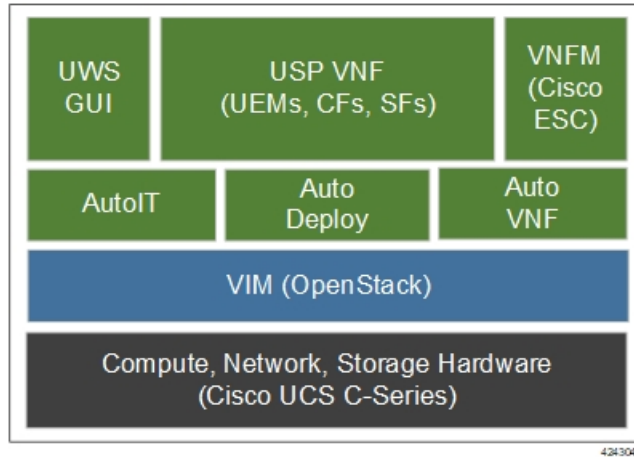 UWS
GUI
USP VNF
(UEMs, CFs, SFs)
VNFM
(Cisco
ESC)
AutoIT
Auto
Deploy
Auto
VNF
VIM (OpenStack)
Compute, Network, Storage Hardware
(Cisco UCS C-Series)
424304